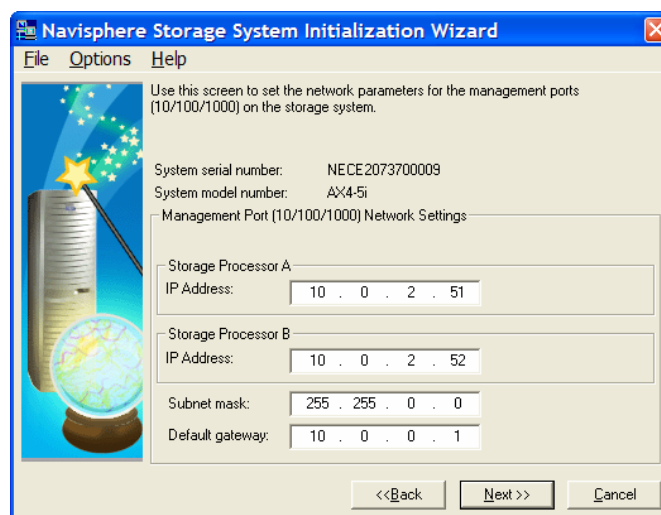 Navisphere Storage System Initialization Wizard
File Options Help
Use this screen to set the network parameters for the management ports
(10/100/1000) on the storage system.
System serial number: NECE2073700009
System model number: AX4-5i
Management Port (10/100/1000) Network Settings
Storage Processor A
IP Address: 10 . 0 . 2 . 51
Storage Processor B
IP Address: 10 . 0 . 2 . 52
Subnet mask: 255 . 255 . 0 . 0
Default gateway: 10 . 0 . 0 . 1
<<Back Next>> Cancel